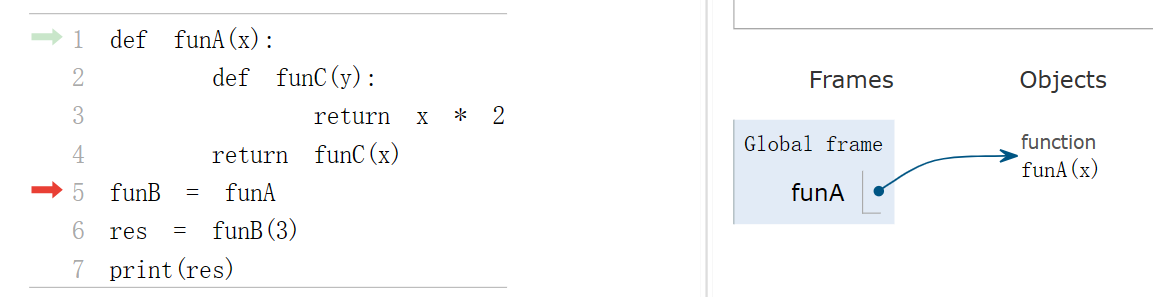 1 def funA(x):
2 def funC(y):
3 return x * 2
4 return funC(x)
5 funB = funA
6 res = funB(3)
7 print(res)
Frames Objects
Global frame
funA
function
funA(x)